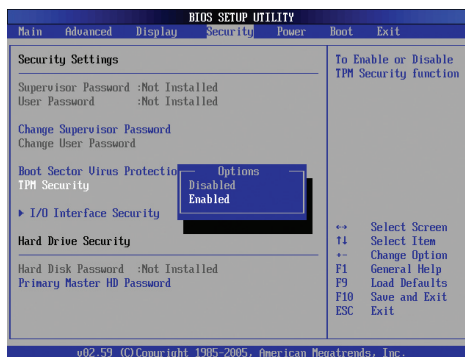 BIOS SETUP UTILITY
Main Advanced Display Security Power Boot Exit
Security Settings
Supervisor Password :Not Installed
User Password :Not Installed
Change Supervisor Password
Change User Password
Boot Sector Virus Protectio
TPM Security
Options
Disabled
Enabled
▶ I/O Interface Security
Hard Drive Security
Hard Disk Password :Not Installed
Primary Master HD Password
To Enable or Disable
TPM Security function
↔ Select Screen
↑↓ Select Item
+- Change Option
F1 General Help
F9 Load Defaults
F10 Save and Exit
ESC Exit
v02.59 (C)Copyright 1985-2005, American Megatrends, Inc.